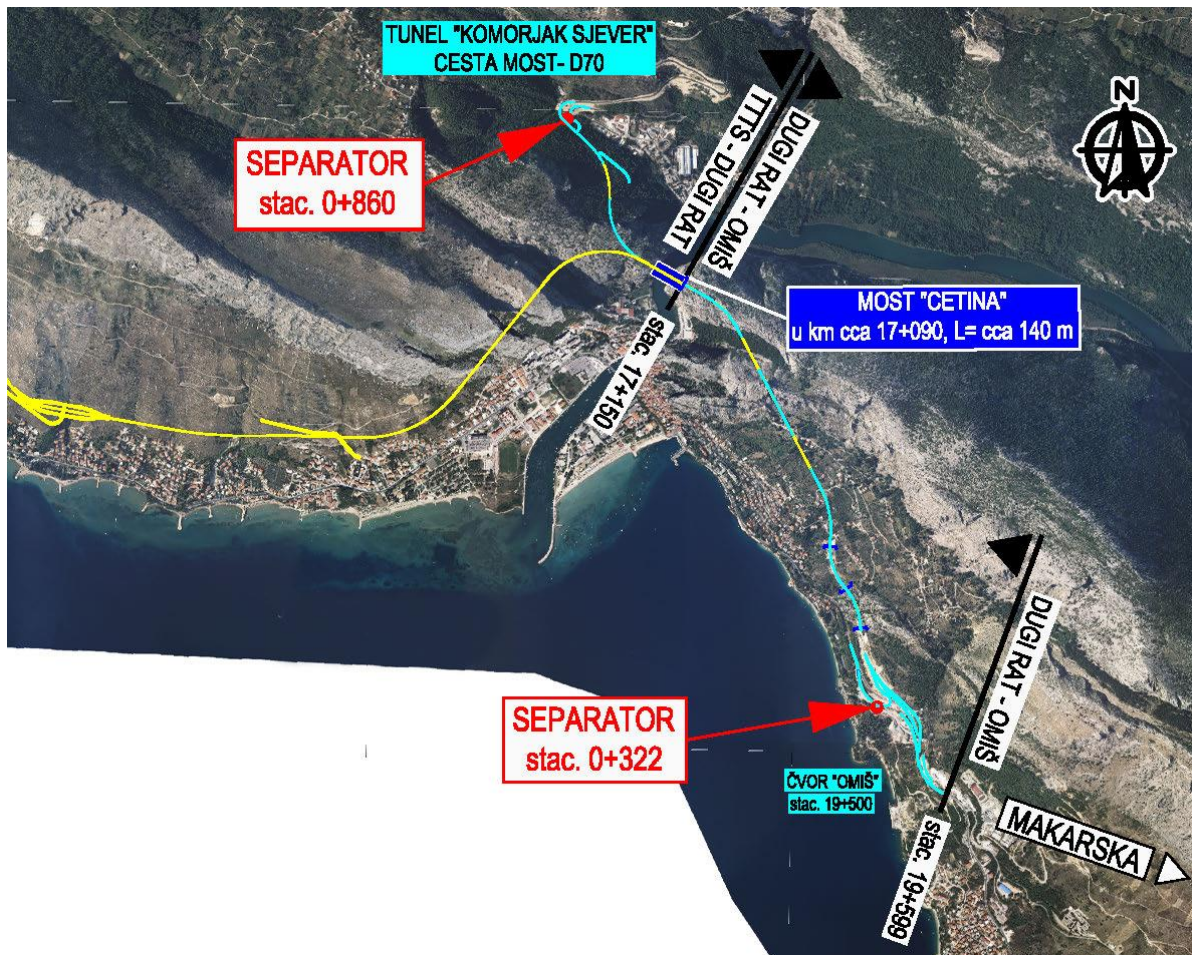 TUNEL "KOMORJAK SJEVER"
CESTA MOST- D70
N
SEPARATOR
stac. 0+860
TTTS - DUGI RAT
DUGI RAT - OMIŠ
MOST "CETINA"
u km cca 17+090, L= cca 140 m
stac. 17+150
DUGI RAT - OMIŠ
SEPARATOR
stac. 0+322
ČVOR "OMIŠ"
stac. 19+500
MAKARSKA
stac. 19+599